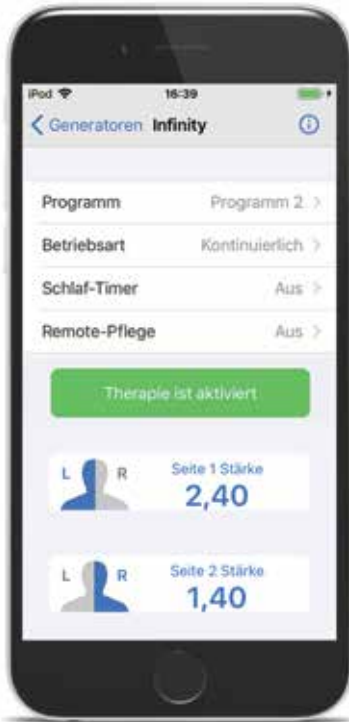 iPod 16:39
Generatoren Infinity
Programm Programm 2
Betriebsart Kontinuierlich
Schlaf-Timer Aus
Remote-Pflege Aus
Therapie ist aktiviert
L R Seite 1 Stärke
2,40
L R Seite 2 Stärke
1,40